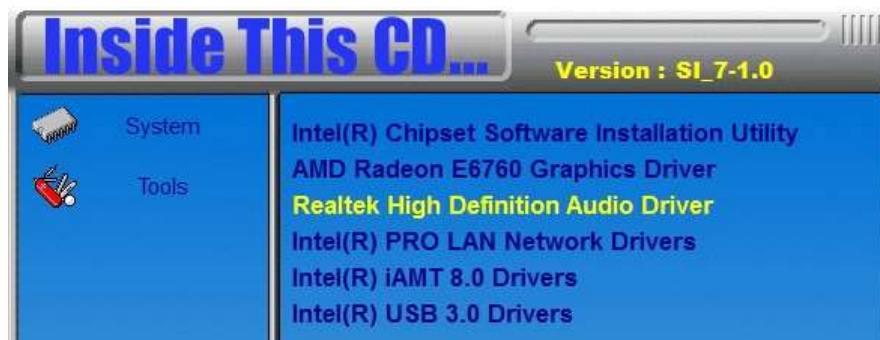 Inside This CD...
Version : SI_7-1.0
System
Tools
Intel(R) Chipset Software Installation Utility
AMD Radeon E6760 Graphics Driver
Realtek High Definition Audio Driver
Intel(R) PRO LAN Network Drivers
Intel(R) iAMT 8.0 Drivers
Intel(R) USB 3.0 Drivers